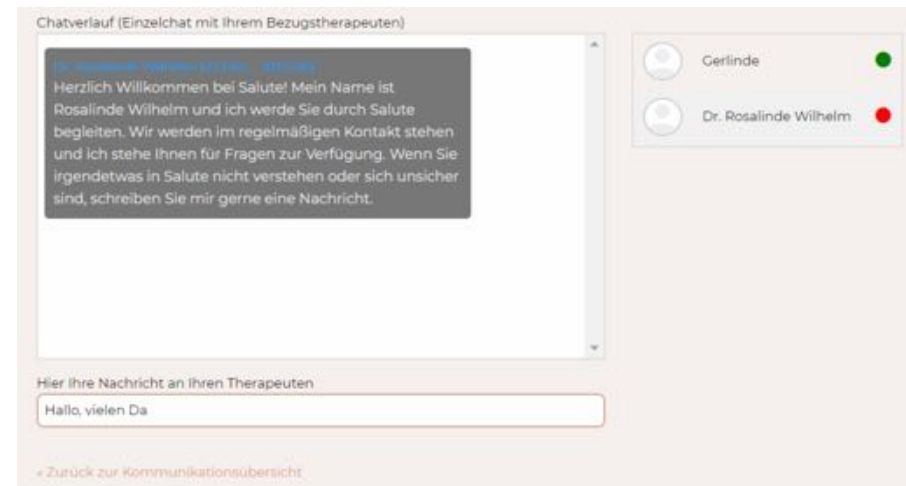 Chatverlauf (Einzelchat mit Ihrem Bezugstherapeuten)
Herzlich Willkommen bei Salute! Mein Name ist
Rosalinde Wilhelm und ich werde Sie durch Salute
begleiten. Wir werden im regelmäßigen Kontakt stehen
und ich stehe Ihnen für Fragen zur Verfügung. Wenn Sie
irgendetwas in Salute nicht verstehen oder sich unsicher
sind, schreiben Sie mir gerne eine Nachricht.
Gerlinde
Dr. Rosalinde Wilhelm
Hier Ihre Nachricht an Ihren Therapeuten
Hallo, vielen Da
« Zurück zur Kommunikationsübersicht